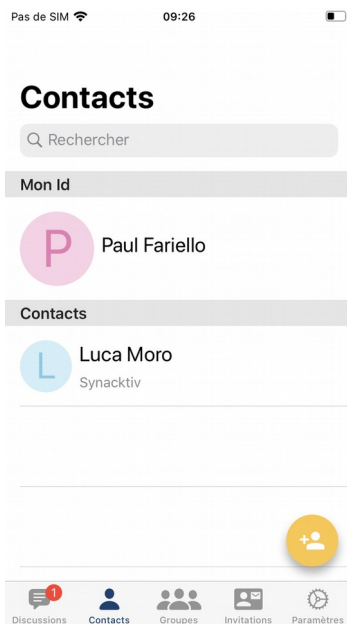 Pas de SIM 09:26
Contacts
Rechercher
Mon Id
P Paul Fariello
Contacts
L Luca Moro
Synacktiv
1
Discussions Contacts Groupes Invitations Paramètres